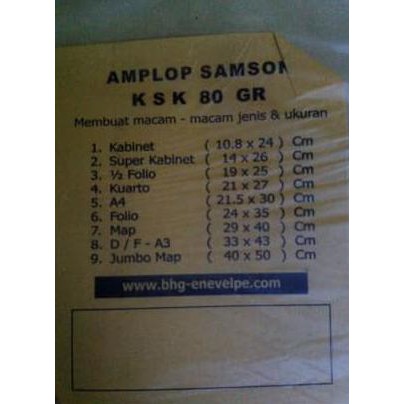 AMPLOP SAMSON
K S K 80 GR
Membuat macam - macam jenis & ukuran
1. Kabinet ( 10.8 x 24 ) Cm
2. Super Kabinet ( 14 x 26 ) Cm
3. ½ Folio ( 19 x 25 ) Cm
4. Kuarto ( 21 x 27 ) Cm
5. A4 ( 21.5 x 30 ) Cm
6. Folio ( 24 x 35 ) Cm
7. Map ( 29 x 40 ) Cm
8. D / F - A3 ( 33 x 43 ) Cm
9. Jumbo Map ( 40 x 50 ) Cm
www.bhg-enevelpe.com